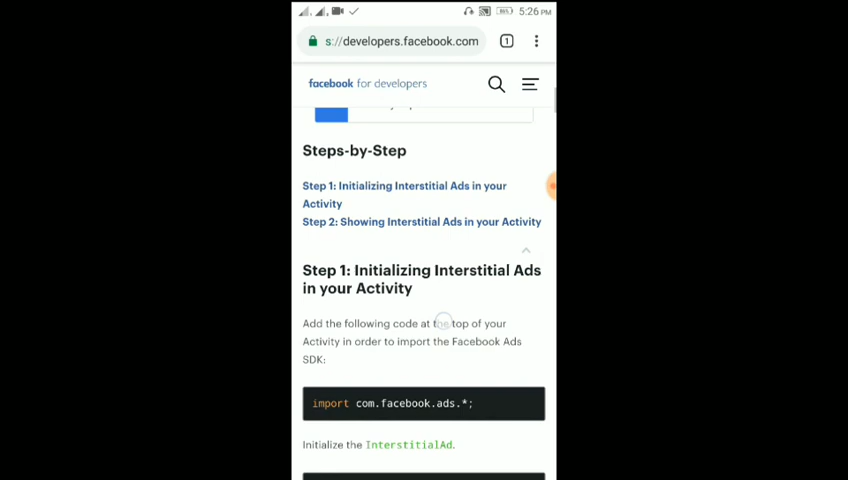 5:26 PM
s://developers.facebook.com
1
facebook for developers
Steps-by-Step
Step 1: Initializing Interstitial Ads in your
Activity
Step 2: Showing Interstitial Ads in your Activity
Step 1: Initializing Interstitial Ads
in your Activity
Add the following code at the top of your
Activity in order to import the Facebook Ads
SDK:
import com.facebook.ads.*;
Initialize the InterstitialAd.